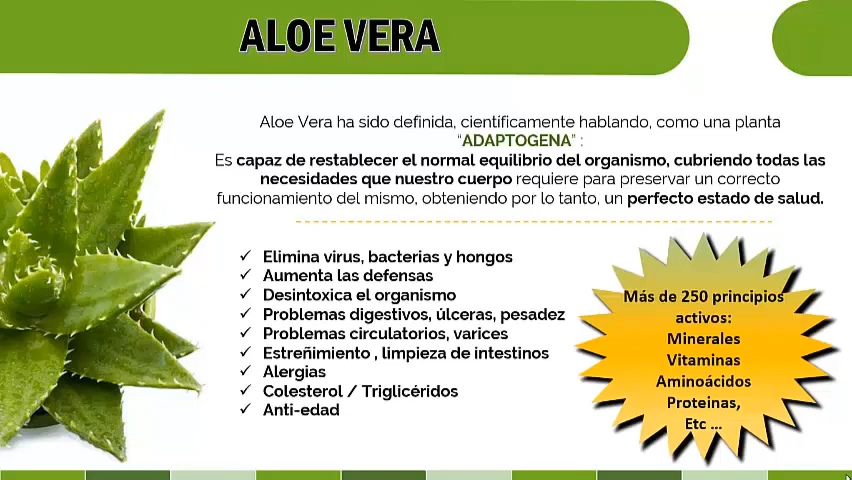 ALOE VERA
Aloe Vera ha sido definida, científicamente hablando, como una planta
“ADAPTOGENA” :
Es capaz de restablecer el normal equilibrio del organismo, cubriendo todas las
necesidades que nuestro cuerpo requiere para preservar un correcto
funcionamiento del mismo, obteniendo por lo tanto, un perfecto estado de salud.
✓ Elimina virus, bacterias y hongos
✓ Aumenta las defensas
✓ Desintoxica el organismo
✓ Problemas digestivos, úlceras, pesadez
✓ Problemas circulatorios, varices
✓ Estreñimiento , limpieza de intestinos
✓ Alergias
✓ Colesterol / Triglicéridos
✓ Anti-edad
Más de 250 principios
activos:
Minerales
Vitaminas
Aminoácidos
Proteinas,
Etc ...